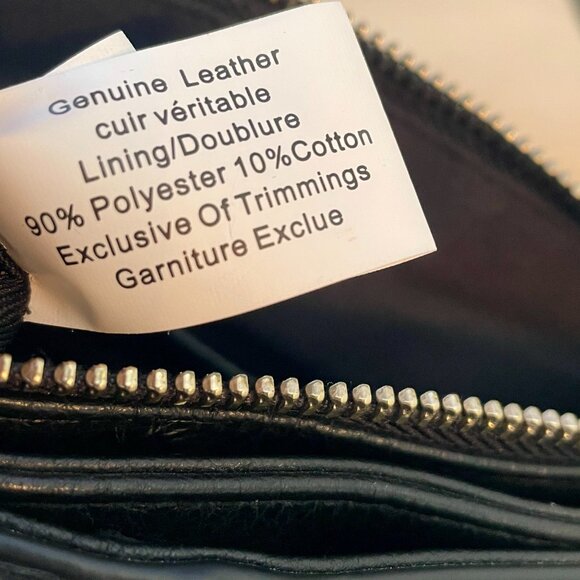 Genuine Leather
cuir véritable
Lining/Doublure
90% Polyester 10%Cotton
Exclusive Of Trimmings
Garniture Exclue